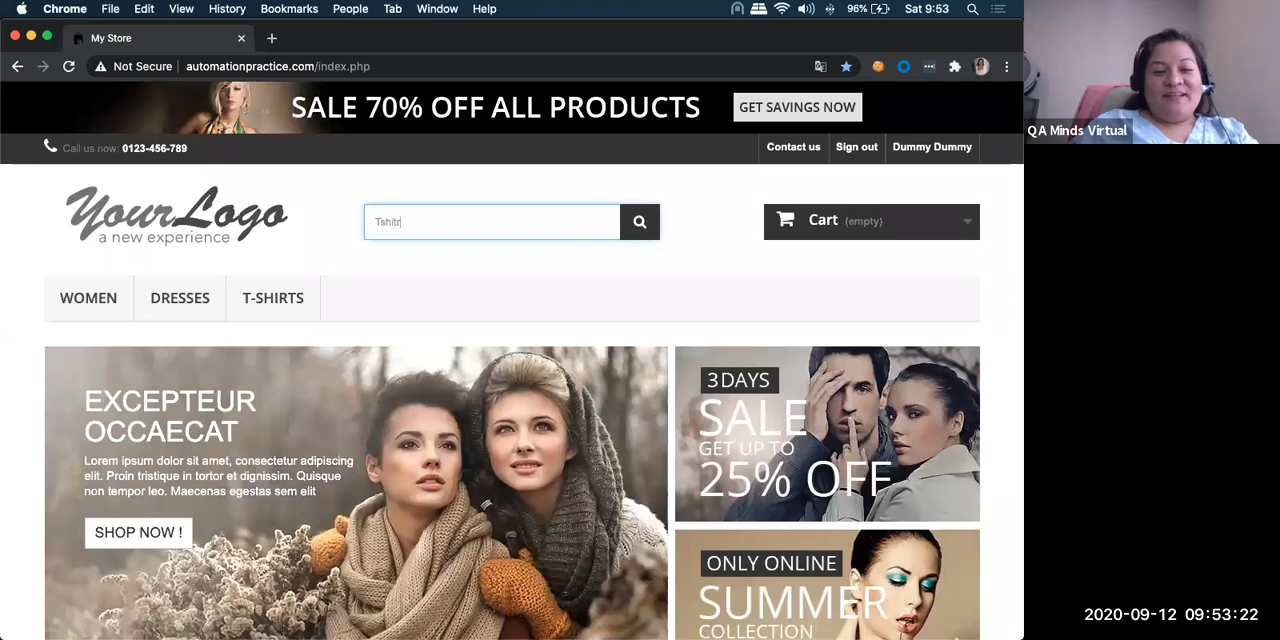 Chrome File Edit View History Bookmarks People Tab Window Help 96% Sat 9:53
My Store
Not Secure automationpractice.com/index.php
SALE 70% OFF ALL PRODUCTS GET SAVINGS NOW
QA Minds Virtual
Call us now: 0123-456-789 Contact us Sign out Dummy Dummy
YourLogo
a new experience
Tshitr
Cart (empty)
WOMEN DRESSES T-SHIRTS
EXCEPTEUR
OCCAECAT
Lorem ipsum dolor sit amet, consectetur adipiscing
elit. Proin tristique in tortor et dignissim. Quisque
non tempor leo. Maecenas egestas sem elit
SHOP NOW !
3 DAYS
SALE
GET UP TO
25% OFF
ONLY ONLINE
SUMMER
COLLECTION
2020-09-12 09:53:22